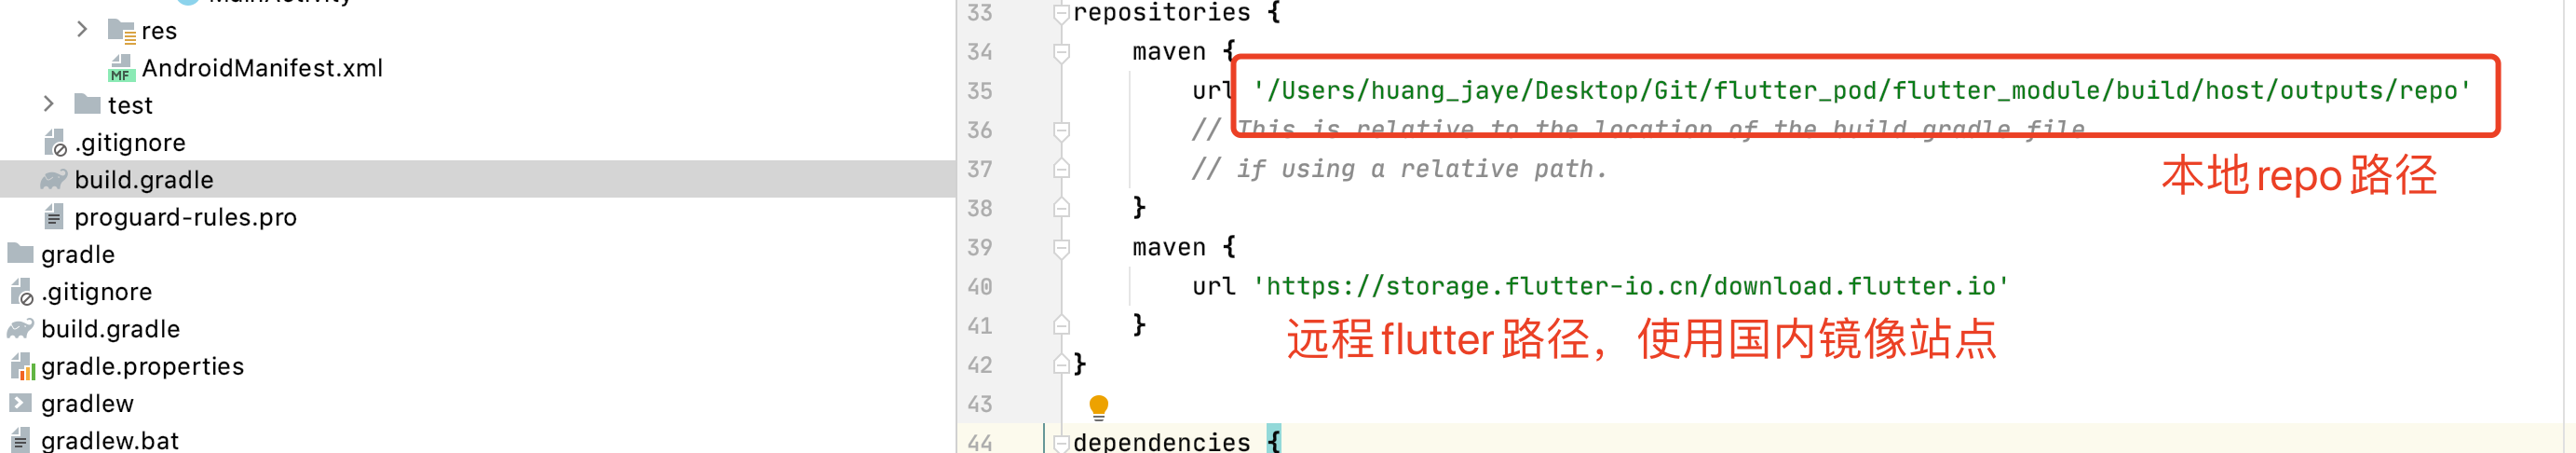 MainActivity
res
AndroidManifest.xml
test
.gitignore
build.gradle
proguard-rules.pro
gradle
.gitignore
build.gradle
gradle.properties
gradlew
gradlew.bat
33 repositories {
34 maven {
35 url '/Users/huang_jaye/Desktop/Git/flutter_pod/flutter_module/build/host/outputs/repo'
36 // This is relative to the location of the build.gradle file
37 // if using a relative path.
本地repo路径
38 }
39 maven {
40 url 'https://storage.flutter-io.cn/download.flutter.io'
41 }
远程flutter路径，使用国内镜像站点
42 }
43
44 dependencies {